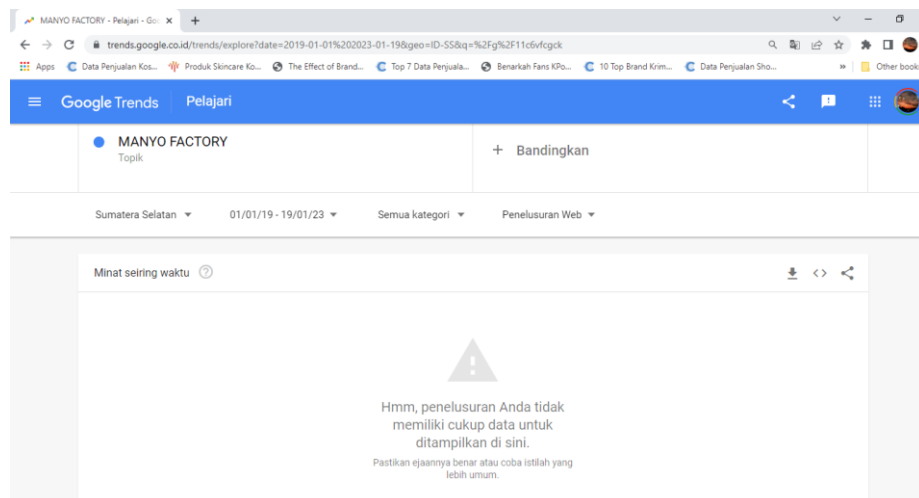 MANYO FACTORY - Pelajari - Goo
trends.google.co.id/trends/explore?date=2019-01-01%202023-01-19&geo=ID-SS&q=%2Fg%2F11c6vfcgck
Apps Data Penjualan Kos... Produk Skincare Ko... The Effect of Brand... Top 7 Data Penjuala... Benarkah Fans KPo... 10 Top Brand Krim... Data Penjualan Sho... » Other book
Google Trends Pelajari
MANYO FACTORY
Topik
+ Bandingkan
Sumatera Selatan 01/01/19 - 19/01/23 Semua kategori Penelusuran Web
Minat seiring waktu ?
Hmm, penelusuran Anda tidak
memiliki cukup data untuk
ditampilkan di sini.
Pastikan ejaannya benar atau coba istilah yang
lebih umum.